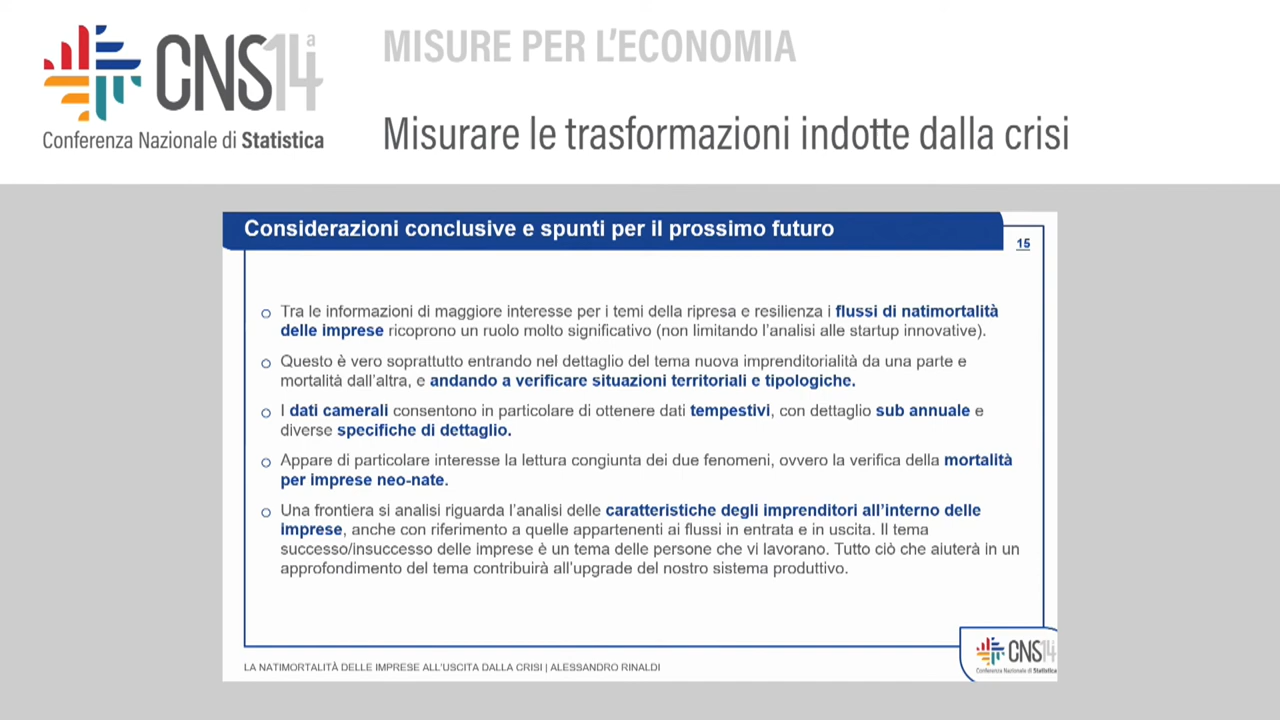 CNS14ª
Conferenza Nazionale di Statistica
MISURE PER L'ECONOMIA
Misurare le trasformazioni indotte dalla crisi
Considerazioni conclusive e spunti per il prossimo futuro
15
Tra le informazioni di maggiore interesse per i temi della ripresa e resilienza i flussi di natimortalità
delle imprese ricoprono un ruolo molto significativo (non limitando l'analisi alle startup innovative).
Questo è vero soprattutto entrando nel dettaglio del tema nuova imprenditorialità da una parte e
mortalità dall'altra, e andando a verificare situazioni territoriali e tipologiche.
I dati camerali consentono in particolare di ottenere dati tempestivi, con dettaglio sub annuale e
diverse specifiche di dettaglio.
Appare di particolare interesse la lettura congiunta dei due fenomeni, ovvero la verifica della mortalità
per imprese neo-nate.
Una frontiera si analisi riguarda l'analisi delle caratteristiche degli imprenditori all'interno delle
imprese, anche con riferimento a quelle appartenenti ai flussi in entrata e in uscita. Il tema
successo/insuccesso delle imprese è un tema delle persone che vi lavorano. Tutto ciò che aiuterà in un
approfondimento del tema contribuirà all'upgrade del nostro sistema produttivo.
LA NATIMORTALITÀ DELLE IMPRESE ALL'USCITA DALLA CRISI | ALESSANDRO RINALDI
CNS14
Conferenza Nazionale di Statistica